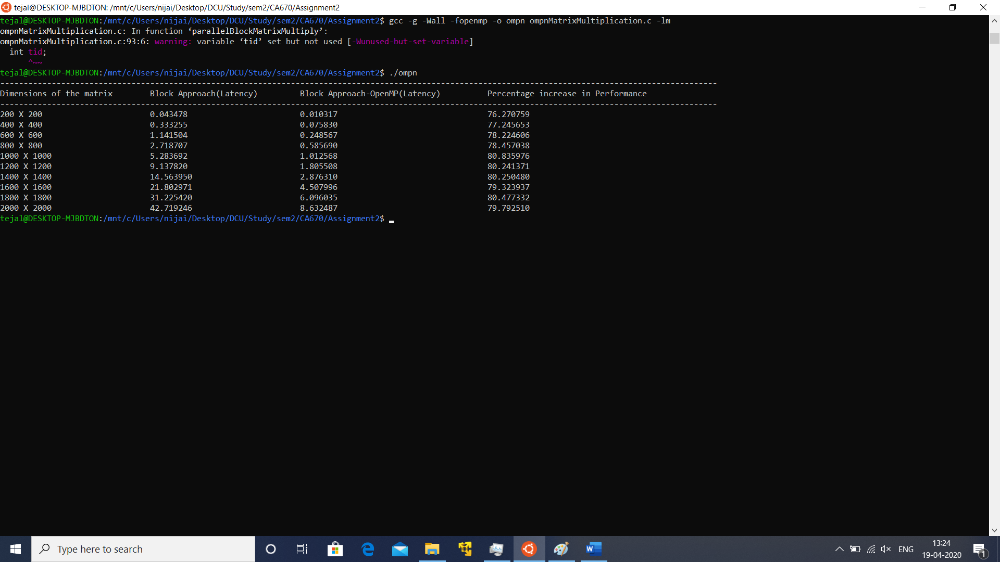 tejal@DESKTOP-MJBDTON: /mnt/c/Users/nijai/Desktop/DCU/Study/sem2/CA670/Assignment2
tejal@DESKTOP-MJBDTON:/mnt/c/Users/nijai/Desktop/DCU/Study/sem2/CA670/Assignment2$ gcc -g -Wall -fopenmp -o ompn ompnMatrixMultiplication.c -lm
ompnMatrixMultiplication.c: In function ‘parallelBlockMatrixMultiply’:
ompnMatrixMultiplication.c:93:6: warning: variable ‘tid’ set but not used [-Wunused-but-set-variable]
  int tid;
      ^~~
tejal@DESKTOP-MJBDTON:/mnt/c/Users/nijai/Desktop/DCU/Study/sem2/CA670/Assignment2$ ./ompn
---------------------------------------------------------------------------------------------------------------------------------------------------------
Dimensions of the matrix        Block Approach(Latency)         Block Approach-OpenMP(Latency)          Percentage increase in Performance
---------------------------------------------------------------------------------------------------------------------------------------------------------
200 X 200                       0.043478                        0.010317                                76.270759
400 X 400                       0.333255                        0.075830                                77.245653
600 X 600                       1.141504                        0.248567                                78.224606
800 X 800                       2.718707                        0.585690                                78.457038
1000 X 1000                     5.283692                        1.012568                                80.835976
1200 X 1200                     9.137820                        1.805508                                80.241371
1400 X 1400                     14.563950                       2.876310                                80.250480
1600 X 1600                     21.802971                       4.507996                                79.323937
1800 X 1800                     31.225420                       6.096035                                80.477332
2000 X 2000                     42.719246                       8.632487                                79.792510
tejal@DESKTOP-MJBDTON:/mnt/c/Users/nijai/Desktop/DCU/Study/sem2/CA670/Assignment2$
Type here to search
ENG
13:24
19-04-2020
1